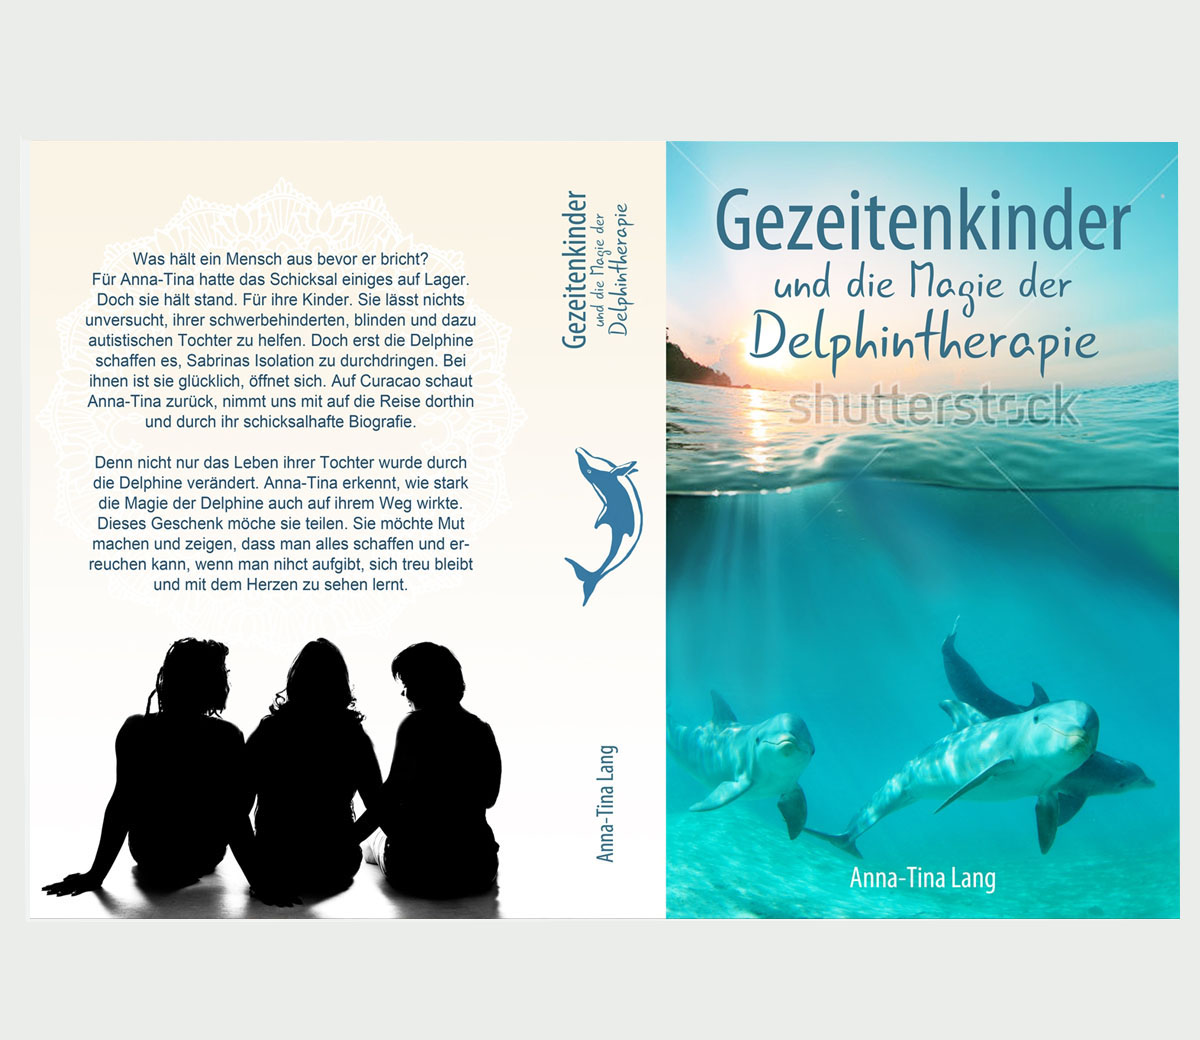 Was hält ein Mensch aus bevor er bricht?
Für Anna-Tina hatte das Schicksal einiges auf Lager.
Doch sie hält stand. Für ihre Kinder. Sie lässt nichts
unversucht, ihrer schwerbehinderten, blinden und dazu
autistischen Tochter zu helfen. Doch erst die Delphine
schaffen es, Sabrinas Isolation zu durchdringen. Bei
ihnen ist sie glücklich, öffnet sich. Auf Curacao schaut
Anna-Tina zurück, nimmt uns mit auf die Reise dorthin
und durch ihr schicksalhafte Biografie.
Denn nicht nur das Leben ihrer Tochter wurde durch
die Delphine verändert. Anna-Tina erkennt, wie stark
die Magie der Delphine auch auf ihrem Weg wirkte.
Dieses Geschenk möche sie teilen. Sie möchte Mut
machen und zeigen, dass man alles schaffen und er-
reuchen kann, wenn man nihct aufgibt, sich treu bleibt
und mit dem Herzen zu sehen lernt.
Gezeitenkinder
und die Magie der
Delphintherapie
Anna-Tina Lang
Gezeitenkinder
und die Magie der
Delphintherapie
shutterstock
Anna-Tina Lang